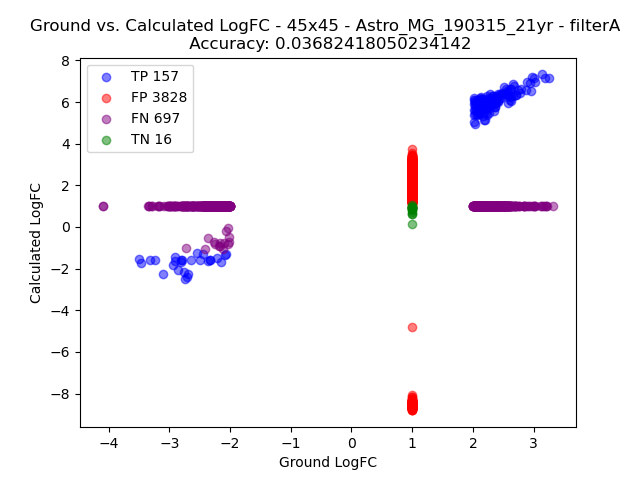 Ground vs. Calculated LogFC - 45x45 - Astro_MG_190315_21yr - filterA
Accuracy: 0.03682418050234142
TP 157
FP 3828
FN 697
TN 16
8
6
4
2
0
−2
−4
−6
−8
Calculated LogFC
−4 −3 −2 −1 0 1 2 3
Ground LogFC